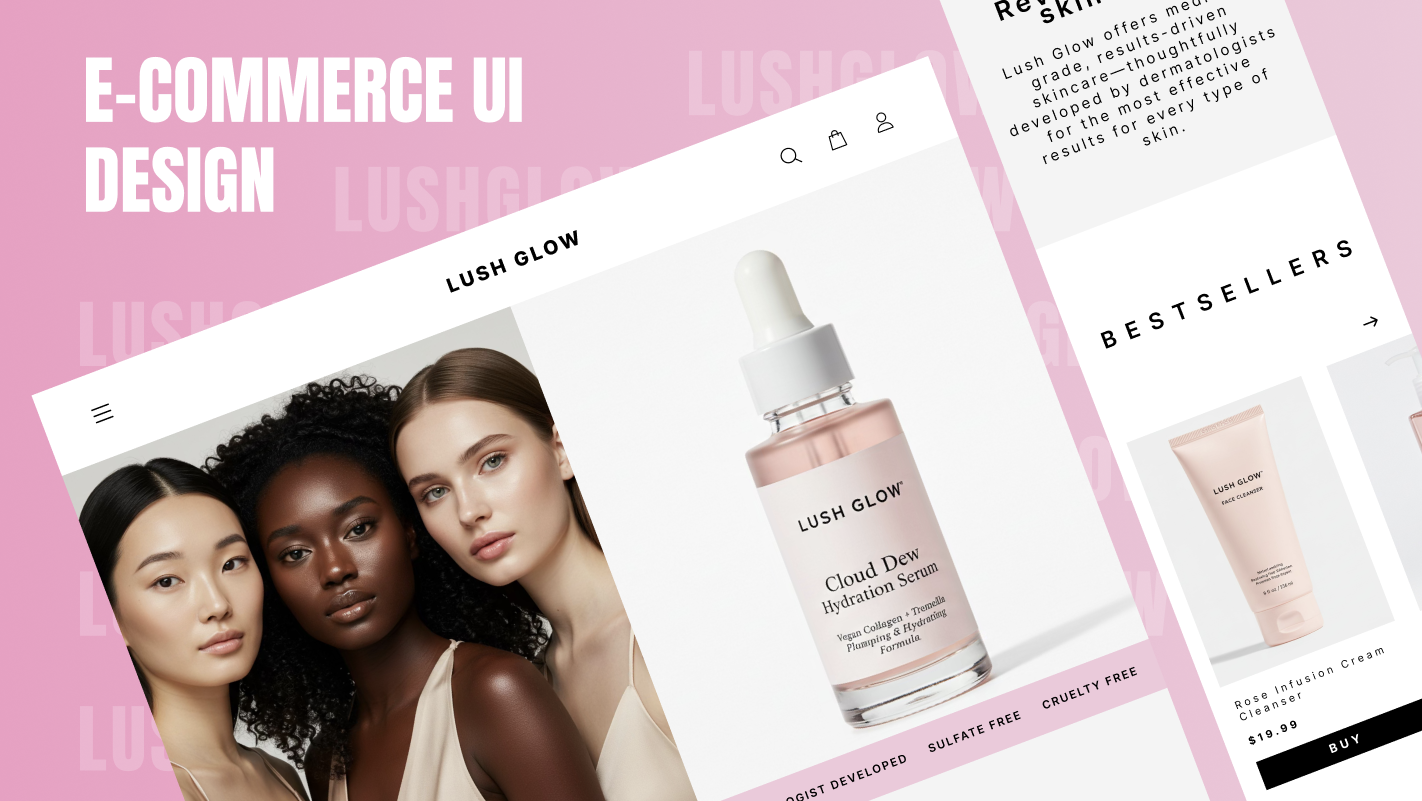 E-COMMERCE UI
DESIGN
LUSHGLOW
LUSHGLOW
LUSH GLOW
LUSH GLOW
Cloud Dew
Hydration Serum
Vegan Collagen + Tremella
Plumping & Hydrating
Formula
DEVELOPED
SULFATE FREE
CRUELTY FREE
skin
Lush Glow offers
grade, results-driven
skincare—thoughtfully
developed by dermatologists
for the most effective
results for every type of
skin.
BESTSELLERS
LUSH GLOW
FACE CLEANSER
Rose Infusion Cream
Cleanser
$19.99
BUY